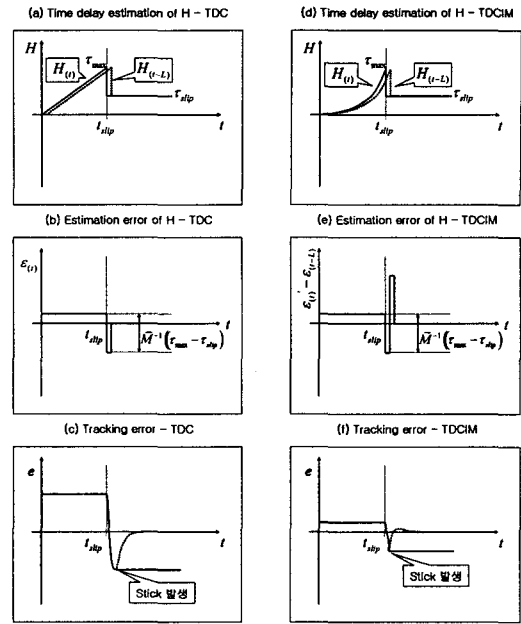 (a) Time delay estimation of H - TDC
H
τmax
H(t)
H(t-L)
τslip
tslip
t
(b) Estimation error of H - TDC
ε(t)
tslip
t
M̄⁻¹(τmax - τslip)
(c) Tracking error - TDC
e
tslip
t
Stick 발생
(d) Time delay estimation of H - TDCIM
H
τmax
H(t)
H(t-L)
τslip
tslip
t
(e) Estimation error of H - TDCIM
ε(t)' - ε(t-L)
tslip
t
M̄⁻¹(τmax - τslip)
(f) Tracking error - TDCIM
e
tslip
t
Stick 발생